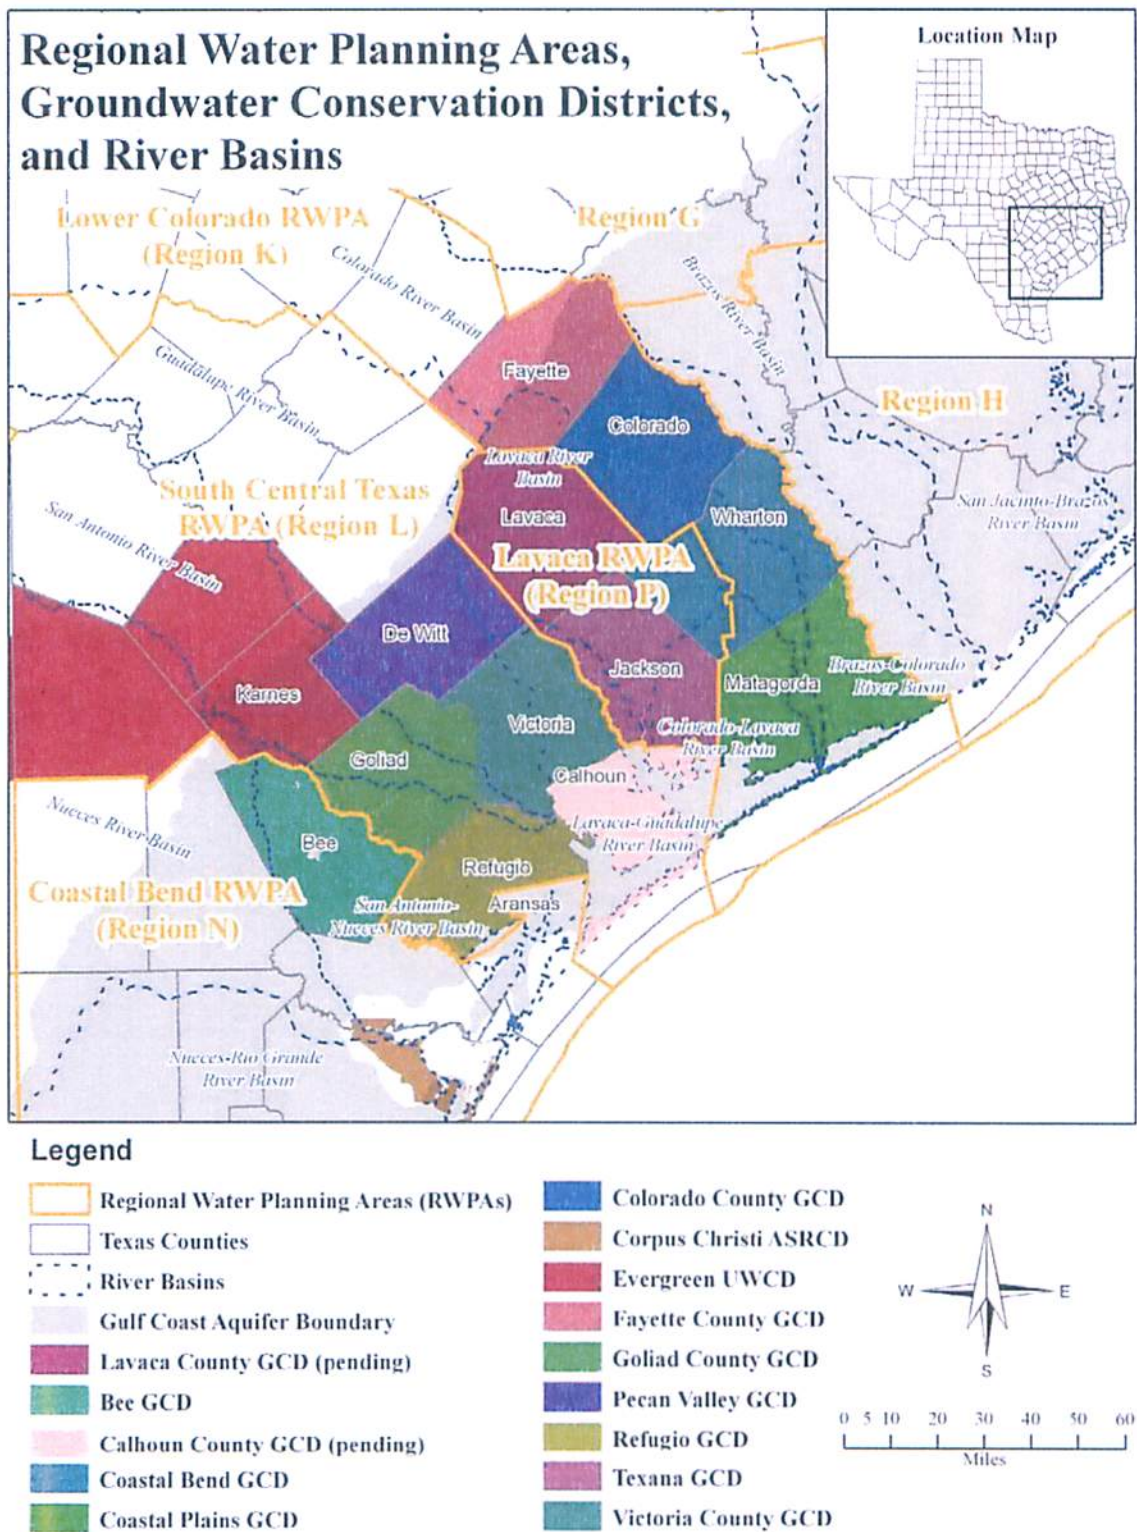 Regional Water Planning Areas,
Groundwater Conservation Districts,
and River Basins
Location Map
Lower Colorado RWPA
(Region K)
Region G
Colorado River Basin
Brazos River Basin
Guadalupe River Basin
Fayette
Region H
Colorado
Lavaca River
Basin
South Central Texas
RWPA (Region L)
San Antonio River Basin
Lavaca
Wharton
San Jacinto-Brazos
River Basin
Lavaca RWPA
(Region P)
De Witt
Karnes
Jackson
Matagorda
Brazos-Colorado
River Basin
Victoria
Colorado-Lavaca
River Basin
Goliad
Calhoun
Nueces River Basin
Bee
Lavaca-Guadalupe
River Basin
Refugio
Coastal Bend RWPA
(Region N)
San Antonio-
Nueces River Basin
Aransas
Nueces-Rio Grande
River Basin
Legend
Regional Water Planning Areas (RWPAs)
Texas Counties
River Basins
Gulf Coast Aquifer Boundary
Lavaca County GCD (pending)
Bee GCD
Calhoun County GCD (pending)
Coastal Bend GCD
Coastal Plains GCD
Colorado County GCD
Corpus Christi ASRCD
Evergreen UWCD
Fayette County GCD
Goliad County GCD
Pecan Valley GCD
Refugio GCD
Texana GCD
Victoria County GCD
N
W E
S
0 5 10 20 30 40 50 60
Miles